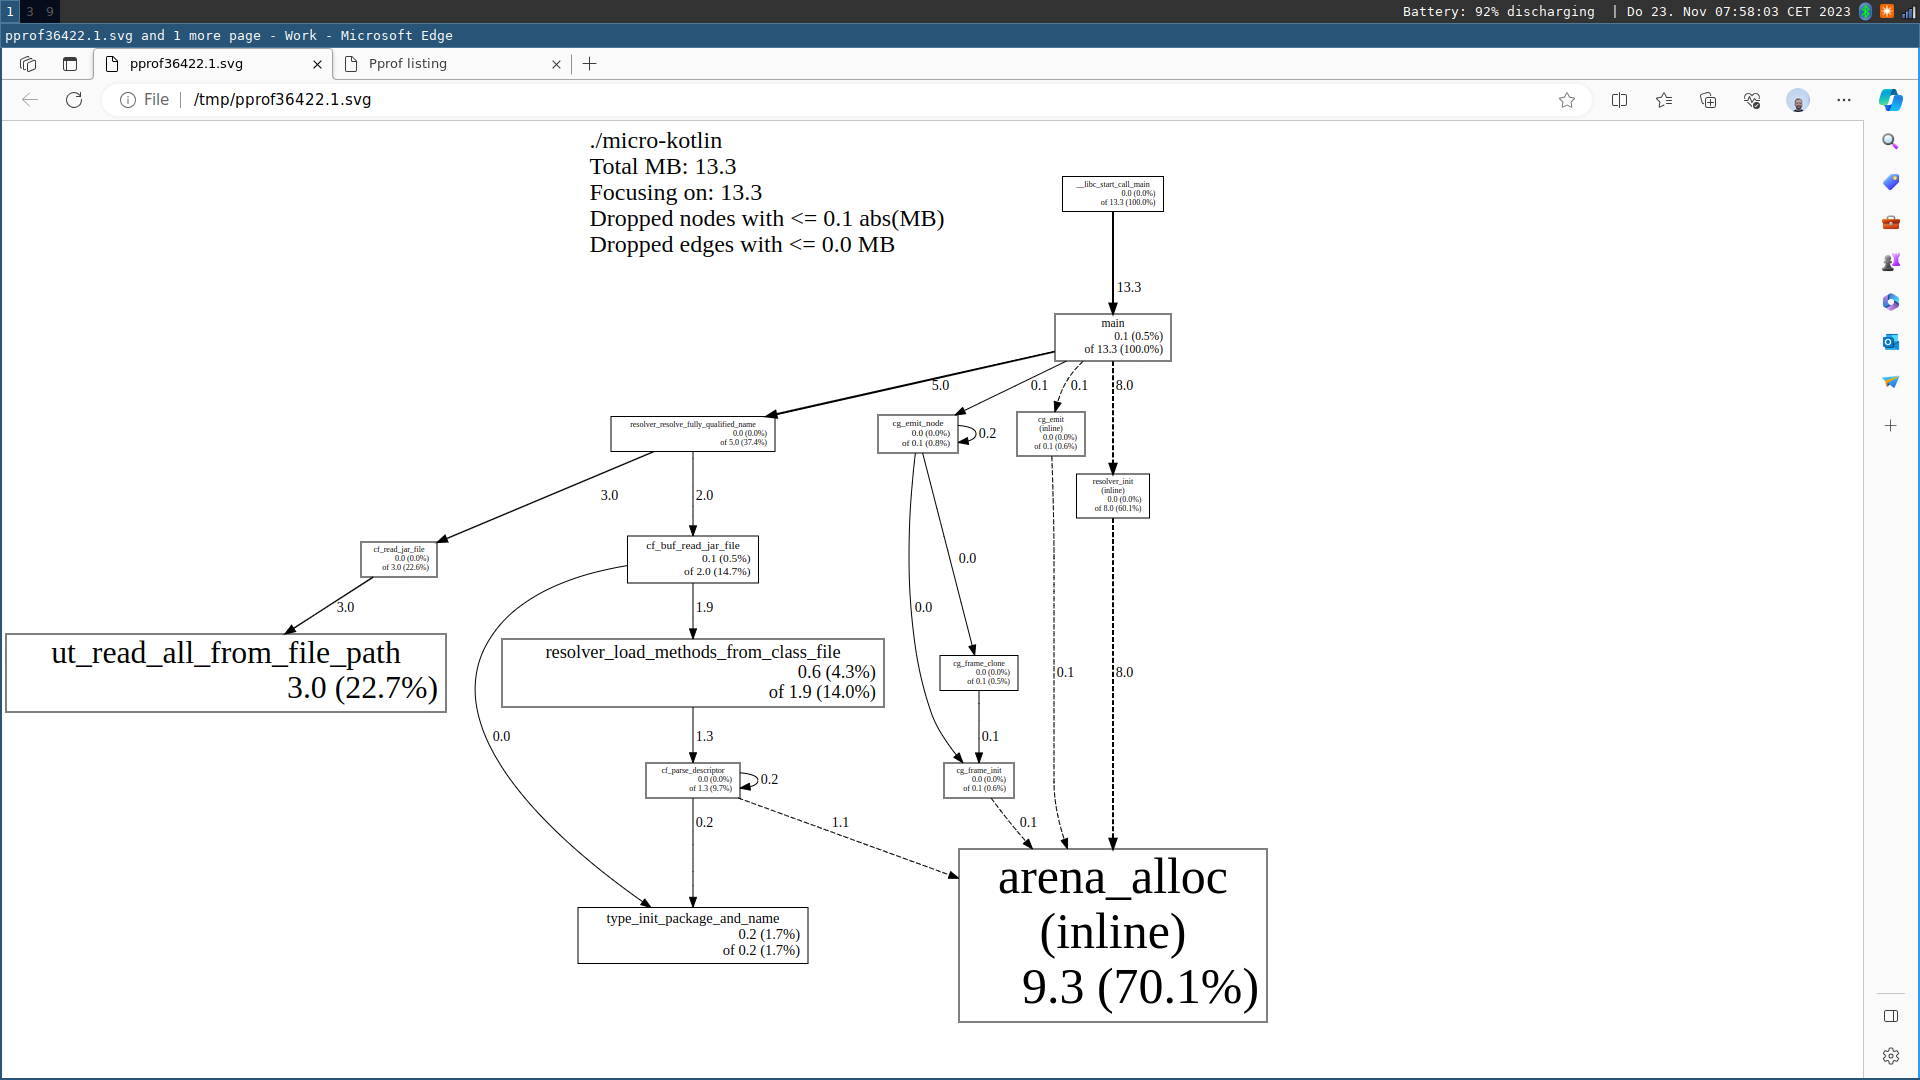 1 3 9
Battery: 92% discharging | Do 23. Nov 07:58:03 CET 2023
pprof36422.1.svg and 1 more page - Work - Microsoft Edge
pprof36422.1.svg
Pprof listing
File
/tmp/pprof36422.1.svg
./micro-kotlin
Total MB: 13.3
Focusing on: 13.3
Dropped nodes with <= 0.1 abs(MB)
Dropped edges with <= 0.0 MB
__libc_start_call_main
0.0 (0.0%)
of 13.3 (100.0%)
13.3
main
0.1 (0.5%)
of 13.3 (100.0%)
5.0
0.1
0.1
8.0
resolver_resolve_fully_qualified_name
0.0 (0.0%)
of 5.0 (37.4%)
cg_emit_node
0.0 (0.0%)
of 0.1 (0.8%)
0.2
cg_emit
(inline)
0.0 (0.0%)
of 0.1 (0.6%)
resolver_init
(inline)
0.0 (0.0%)
of 8.0 (60.1%)
3.0
2.0
cf_read_jar_file
0.0 (0.0%)
of 3.0 (22.6%)
cf_buf_read_jar_file
0.1 (0.5%)
of 2.0 (14.7%)
0.0
3.0
1.9
0.0
ut_read_all_from_file_path
3.0 (22.7%)
resolver_load_methods_from_class_file
0.6 (4.3%)
of 1.9 (14.0%)
cg_frame_clone
0.0 (0.0%)
of 0.1 (0.5%)
0.1
8.0
0.0
1.3
0.1
cf_parse_descriptor
0.0 (0.0%)
of 1.3 (9.7%)
0.2
cg_frame_init
0.0 (0.0%)
of 0.1 (0.6%)
0.2
1.1
0.1
type_init_package_and_name
0.2 (1.7%)
of 0.2 (1.7%)
arena_alloc
(inline)
9.3 (70.1%)